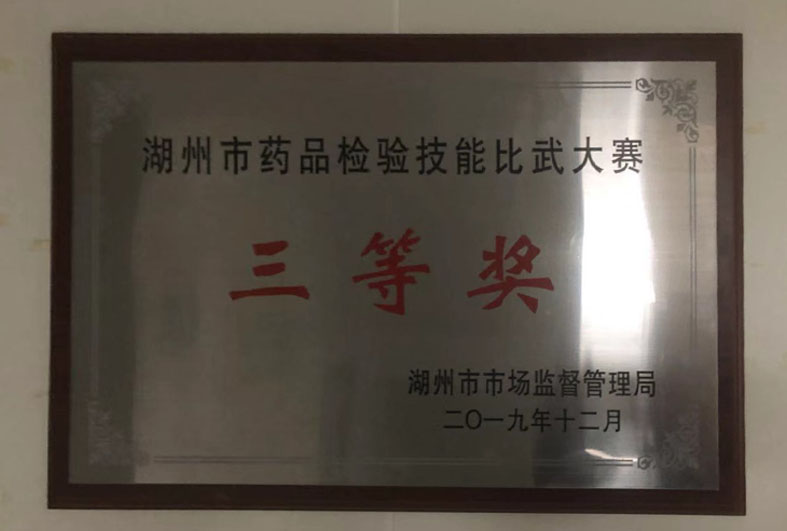 湖州市药品检验技能比武大赛
三等奖
湖州市市场监督管理局
二〇一九年十二月